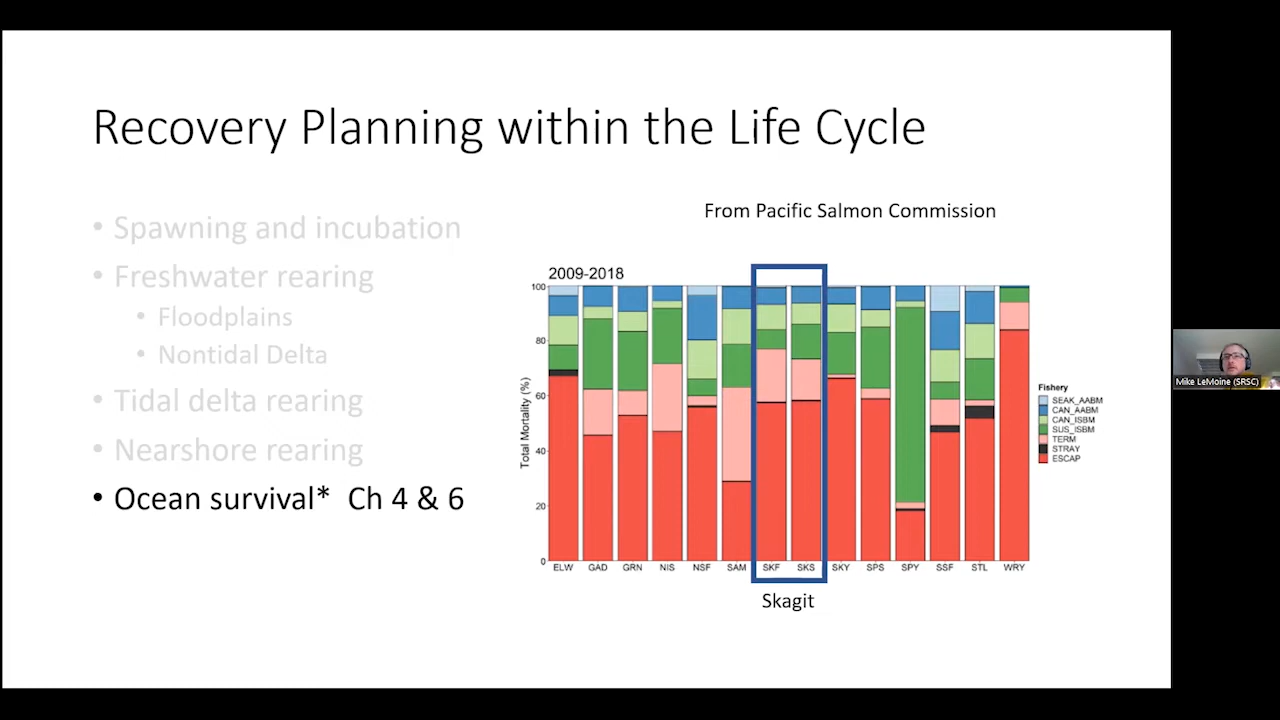 Recovery Planning within the Life Cycle
• Spawning and incubation
• Freshwater rearing
• Floodplains
• Nontidal Delta
• Tidal delta rearing
• Nearshore rearing
• Ocean survival* Ch 4 & 6
From Pacific Salmon Commission
2009-2018
100
80
60
40
20
0
Total Mortality (%)
ELW GAD GRN NIS NSF SAM SKF SKS SKY SPS SPY SSF STL WRY
Skagit
Fishery
SEAK_AABM
CAN_AABM
CAN_ISBM
SUS_ISBM
TERM
STRAY
ESCAP
Mike LeMoine (SRSC)